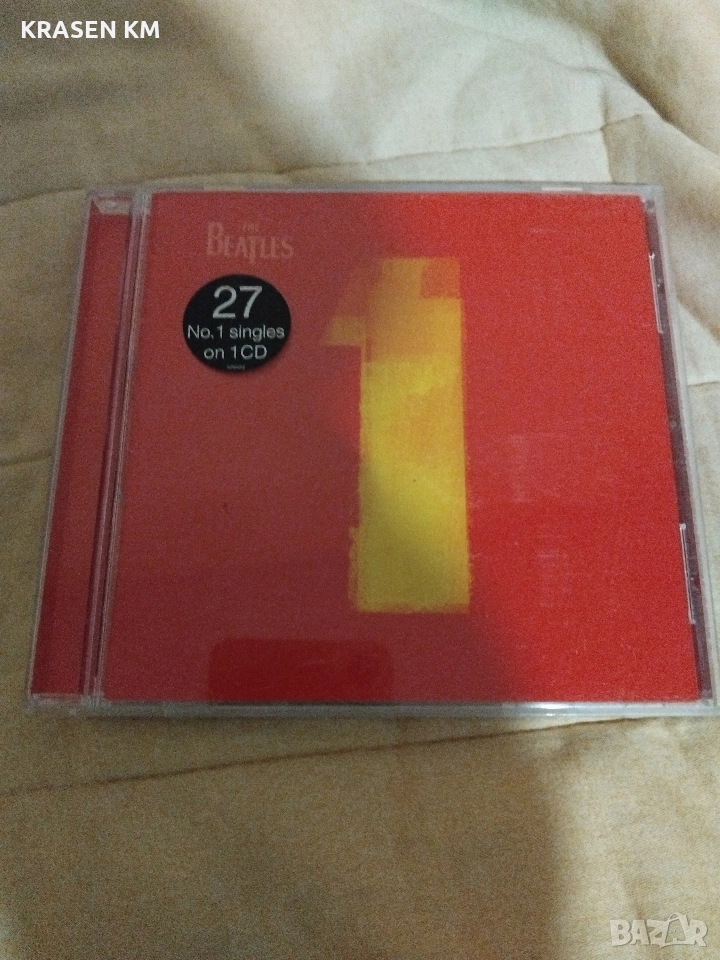 KRASEN KM
THE
BEATLES
1
27
No.1 singles
on 1CD
BAZAR